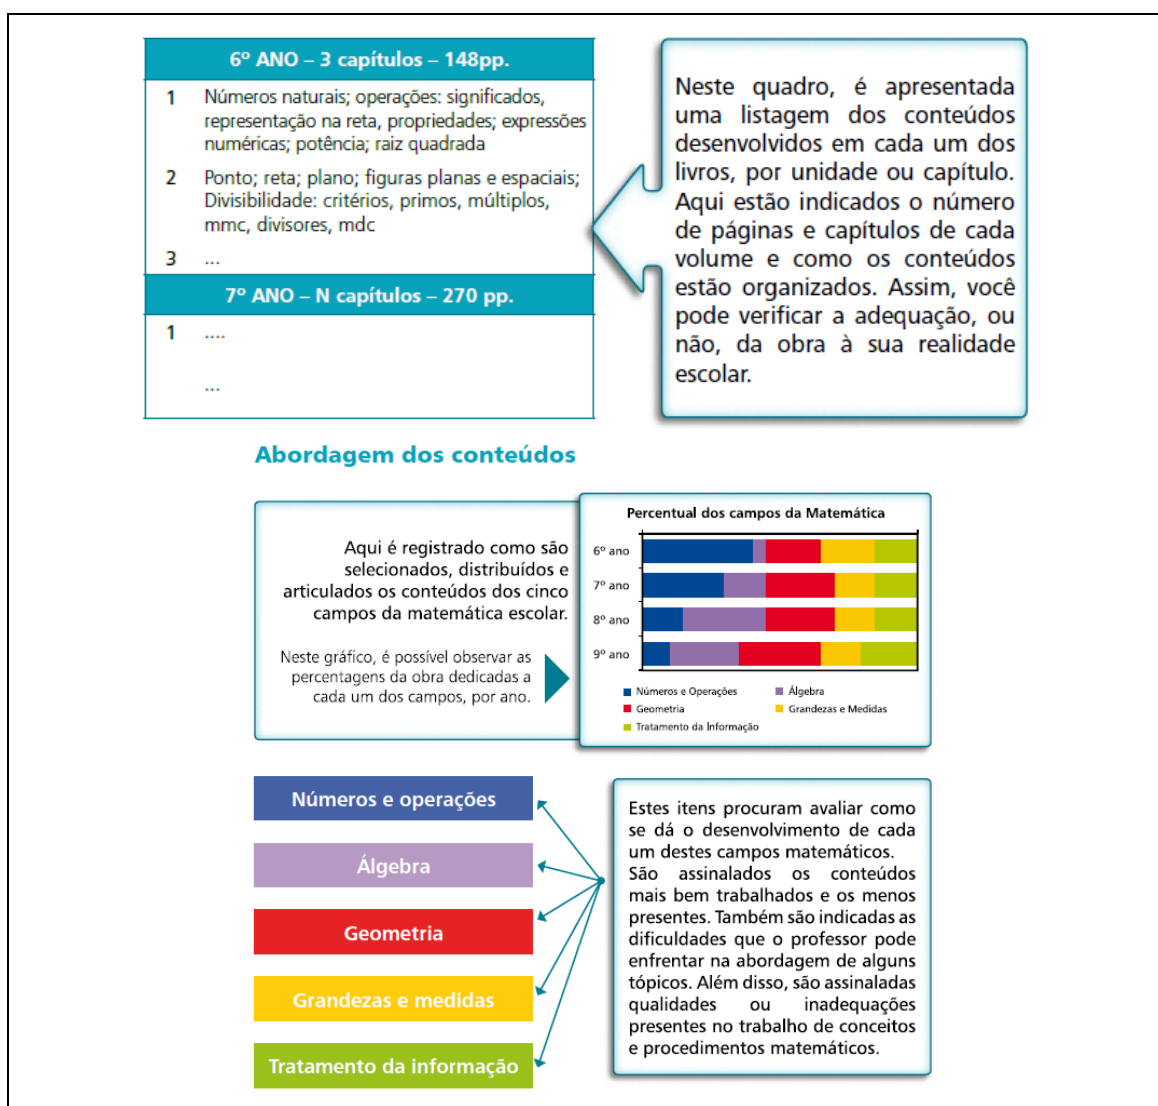 6º ANO – 3 capítulos – 148pp.
1 Números naturais; operações: significados,
representação na reta, propriedades; expressões
numéricas; potência; raiz quadrada
2 Ponto; reta; plano; figuras planas e espaciais;
Divisibilidade: critérios, primos, múltiplos,
mmc, divisores, mdc
3 ...
7º ANO – N capítulos – 270 pp.
1 ....
...
Neste quadro, é apresentada
uma listagem dos conteúdos
desenvolvidos em cada um dos
livros, por unidade ou capítulo.
Aqui estão indicados o número
de páginas e capítulos de cada
volume e como os conteúdos
estão organizados. Assim, você
pode verificar a adequação, ou
não, da obra à sua realidade
escolar.
Abordagem dos conteúdos
Aqui é registrado como são
selecionados, distribuídos e
articulados os conteúdos dos cinco
campos da matemática escolar.
Neste gráfico, é possível observar as
percentagens da obra dedicadas a
cada um dos campos, por ano.
Percentual dos campos da Matemática
6º ano
7º ano
8º ano
9º ano
Números e Operações
Álgebra
Geometria
Grandezas e Medidas
Tratamento da Informação
Números e operações
Álgebra
Geometria
Grandezas e medidas
Tratamento da informação
Estes itens procuram avaliar como
se dá o desenvolvimento de cada
um destes campos matemáticos.
São assinalados os conteúdos
mais bem trabalhados e os menos
presentes. Também são indicadas as
dificuldades que o professor pode
enfrentar na abordagem de alguns
tópicos. Além disso, são assinaladas
qualidades ou inadequações
presentes no trabalho de conceitos
e procedimentos matemáticos.